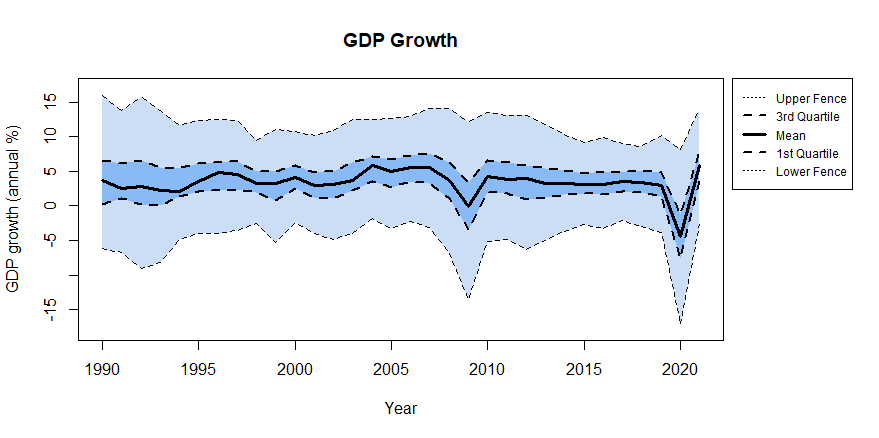 GDP Growth
GDP growth (annual %)
15
10
5
0
-5
-15
1990
1995
2000
2005
2010
2015
2020
Year
Upper Fence
3rd Quartile
Mean
1st Quartile
Lower Fence